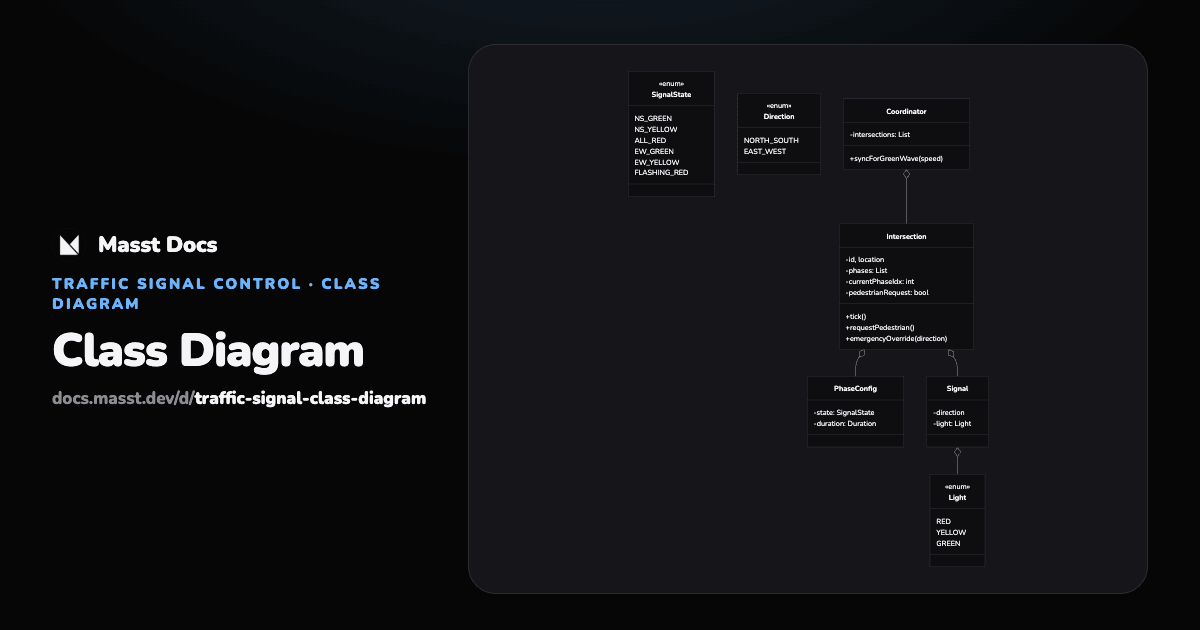 Masst Docs
TRAFFIC SIGNAL CONTROL · CLASS
DIAGRAM
Class Diagram
docs.masst.dev/d/traffic-signal-class-diagram
«enum»
SignalState
NS_GREEN
NS_YELLOW
ALL_RED
EW_GREEN
EW_YELLOW
FLASHING_RED
«enum»
Direction
NORTH_SOUTH
EAST_WEST
Coordinator
-intersections: List
+syncForGreenWave(speed)
Intersection
-id, location
-phases: List
-currentPhaseIdx: int
-pedestrianRequest: bool
+tick()
+requestPedestrian()
+emergencyOverride(direction)
PhaseConfig
-state: SignalState
-duration: Duration
Signal
-direction
-light: Light
«enum»
Light
RED
YELLOW
GREEN